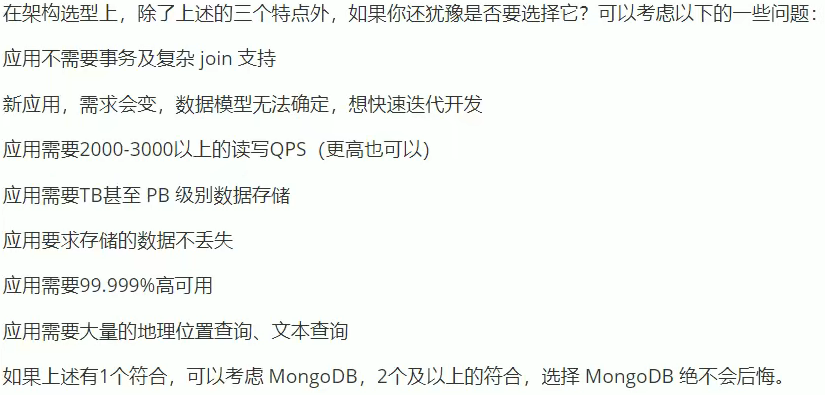 在架构选型上，除了上述的三个特点外，如果你还犹豫是否要选择它？可以考虑以下的一些问题：
应用不需要事务及复杂 join 支持
新应用，需求会变，数据模型无法确定，想快速迭代开发
应用需要2000-3000以上的读写QPS（更高也可以）
应用需要TB甚至 PB 级别数据存储
应用要求存储的数据不丢失
应用需要99.999%高可用
应用需要大量的地理位置查询、文本查询
如果上述有1个符合，可以考虑 MongoDB，2个及以上的符合，选择 MongoDB 绝不会后悔。